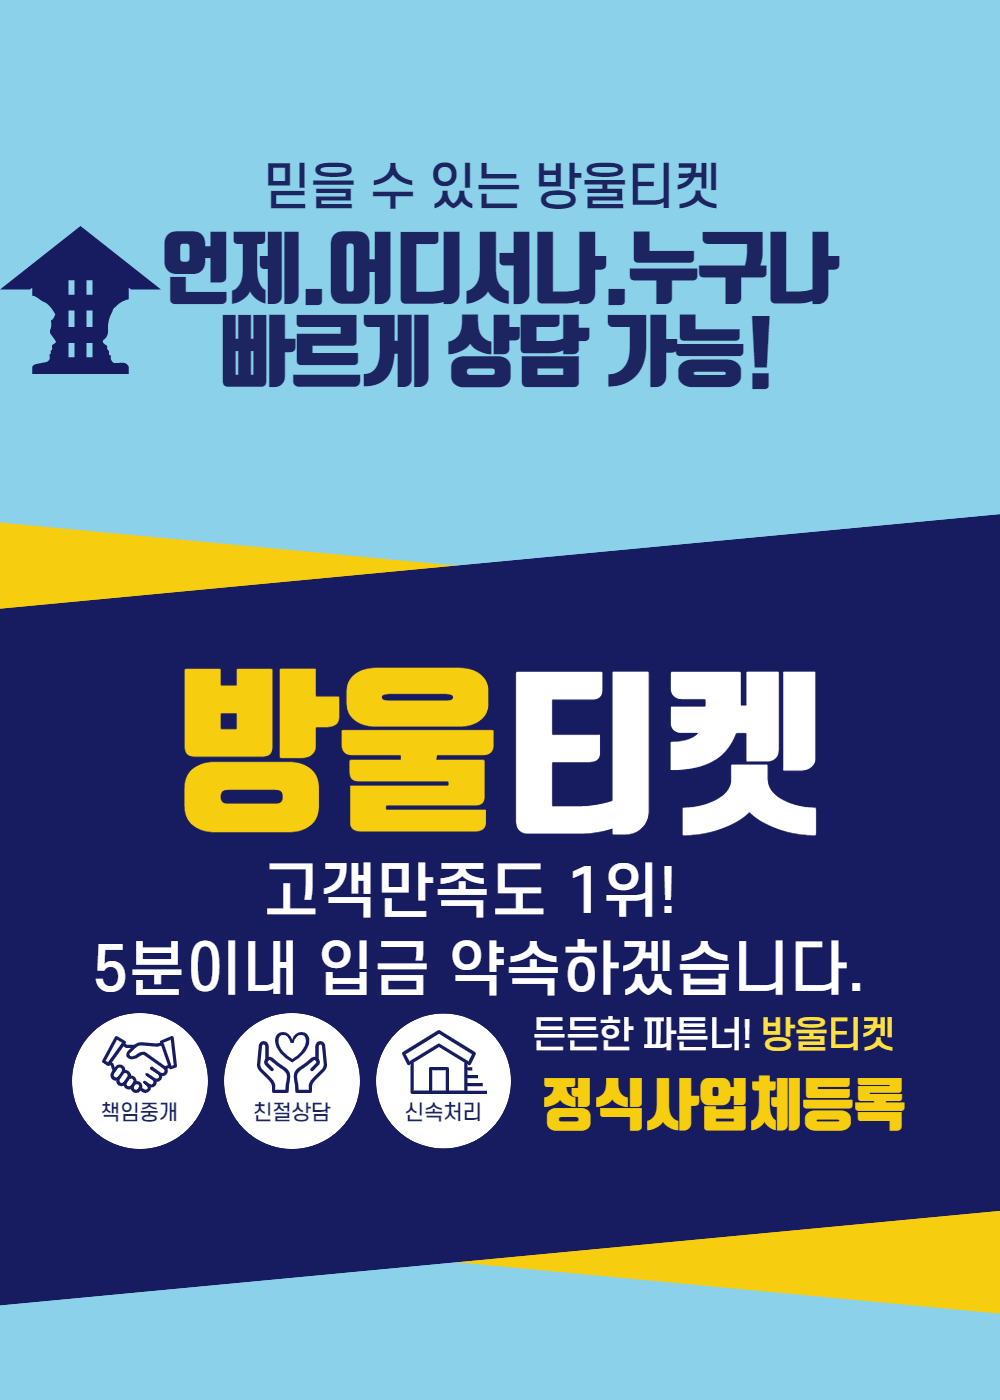 믿을 수 있는 방울티켓
언제.어디서나.누구나
빠르게 상담 가능!
방울티켓
고객만족도 1위!
5분이내 입금 약속하겠습니다.
책임중개
친절상담
신속처리
든든한 파튼너! 방울티켓
정식사업체등록